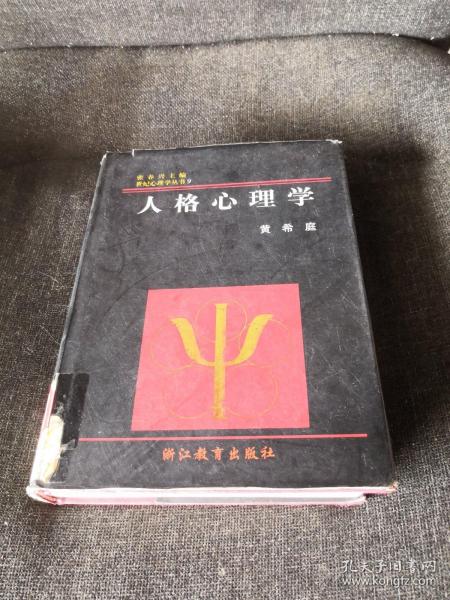 张春兴主编
世纪心理学丛书9
人格心理学
黄希庭
浙江教育出版社
孔夫子旧书网
www.kongfz.com